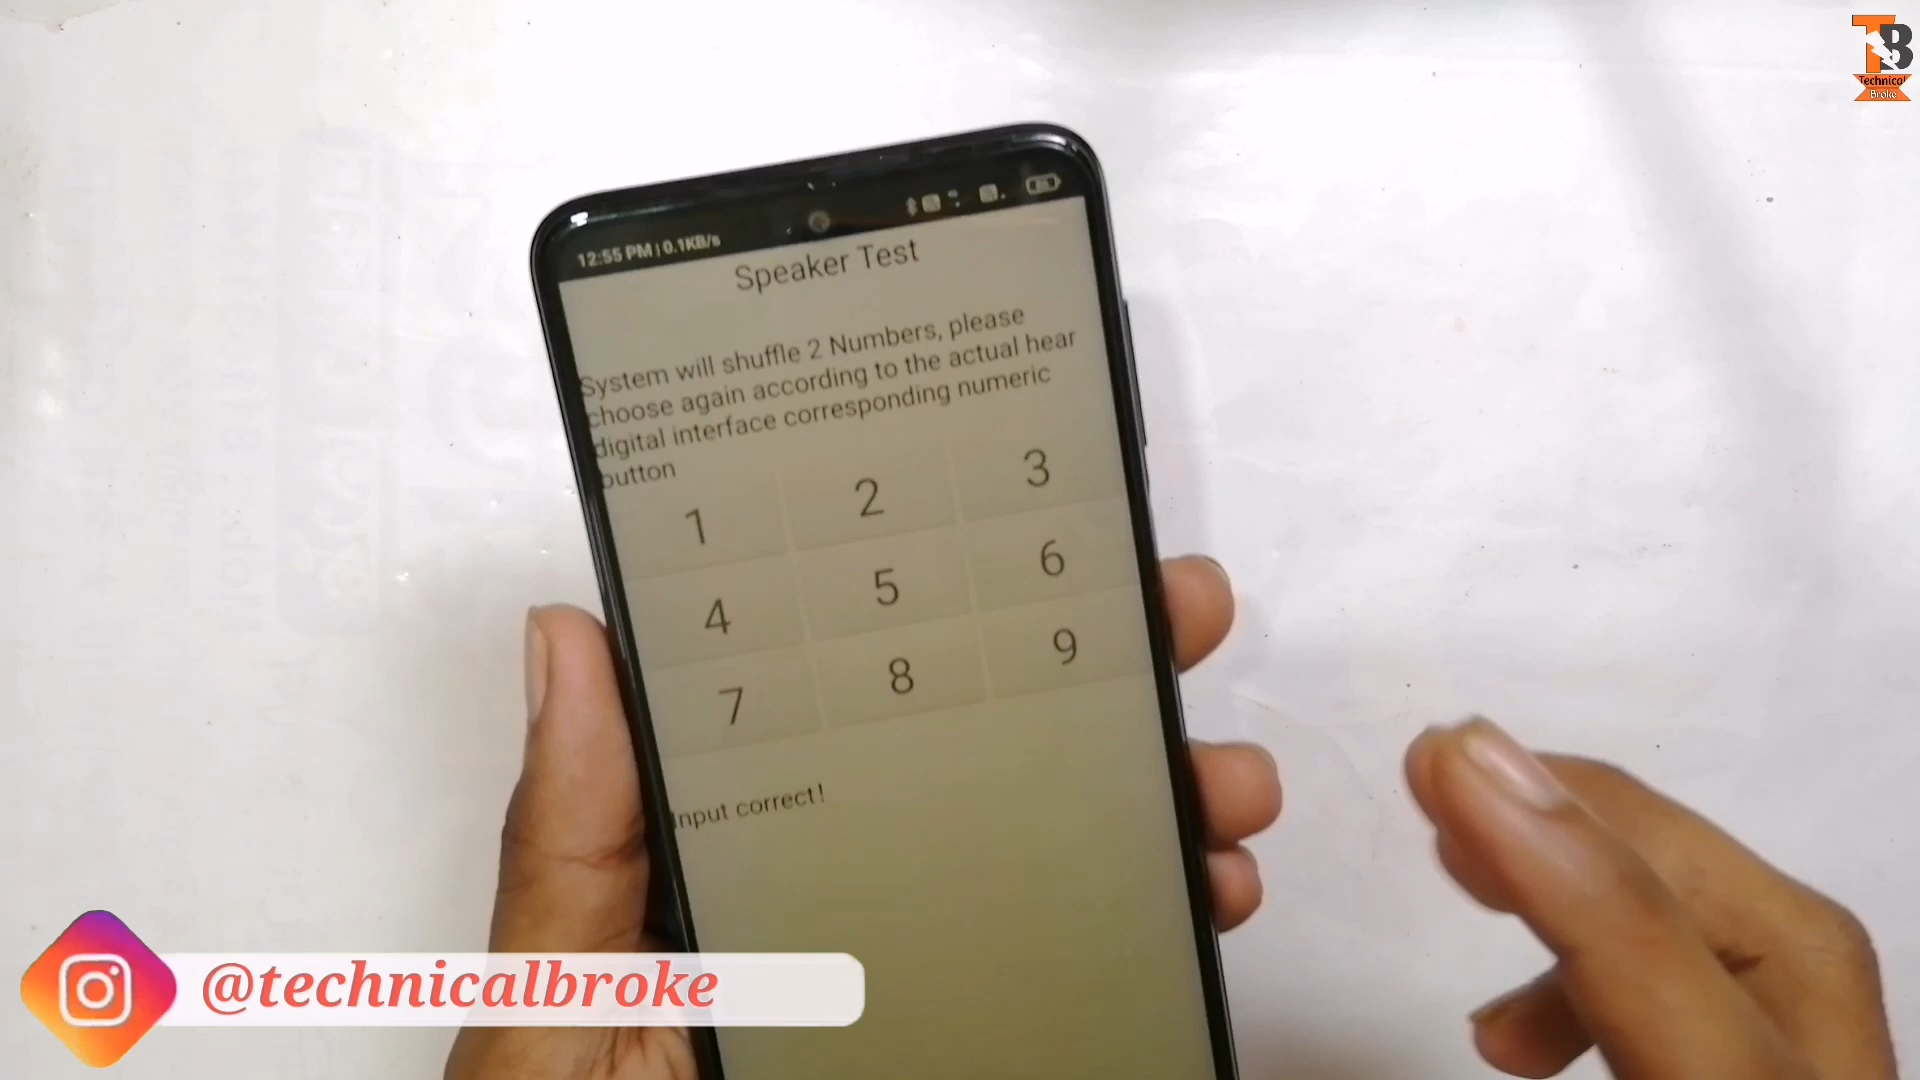 TB
Technical
Broke
12:55 PM | 0.1KB/s
Speaker Test
System will shuffle 2 Numbers, please
choose again according to the actual hear
digital interface corresponding numeric
button
1 2 3
4 5 6
7 8 9
Input correct!
@technicalbroke